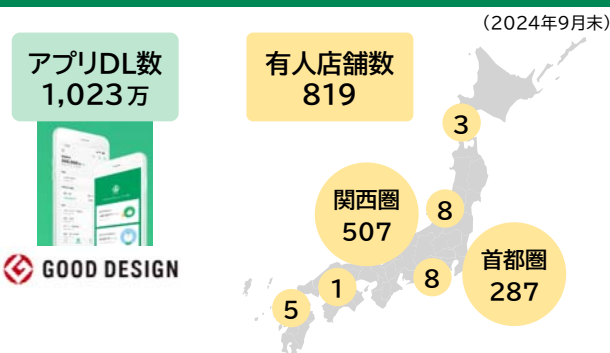 （2024年9月末）
アプリDL数
1,023万
有人店舗数
819
3
関西圏
507
8
首都圏
287
8
1
5
GOOD DESIGN